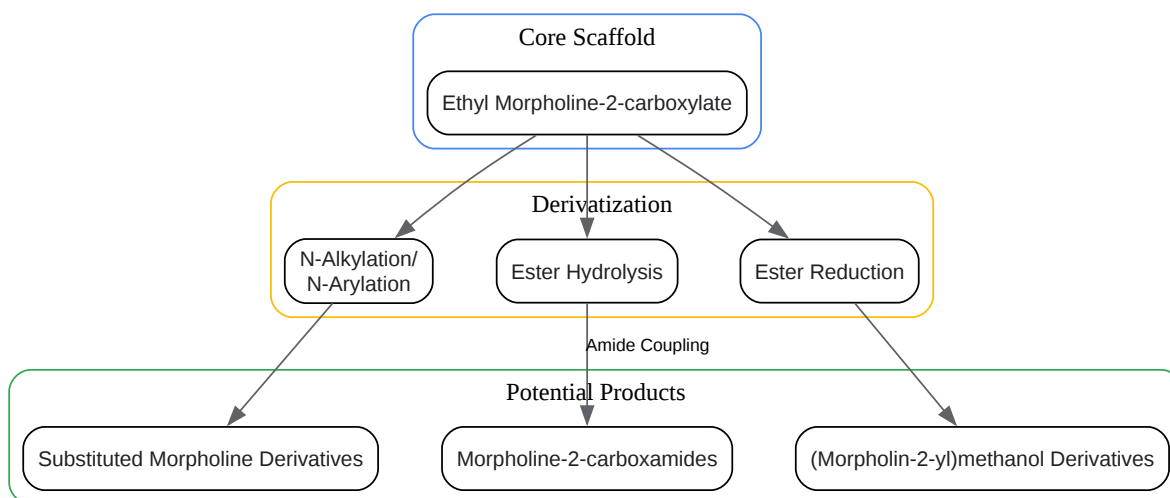 Core Scaffold
Ethyl Morpholine-2-carboxylate
Derivatization
N-Alkylation/
N-Arylation
Ester Hydrolysis
Ester Reduction
Amide Coupling
Potential Products
Substituted Morpholine Derivatives
Morpholine-2-carboxamides
(Morpholin-2-yl)methanol Derivatives